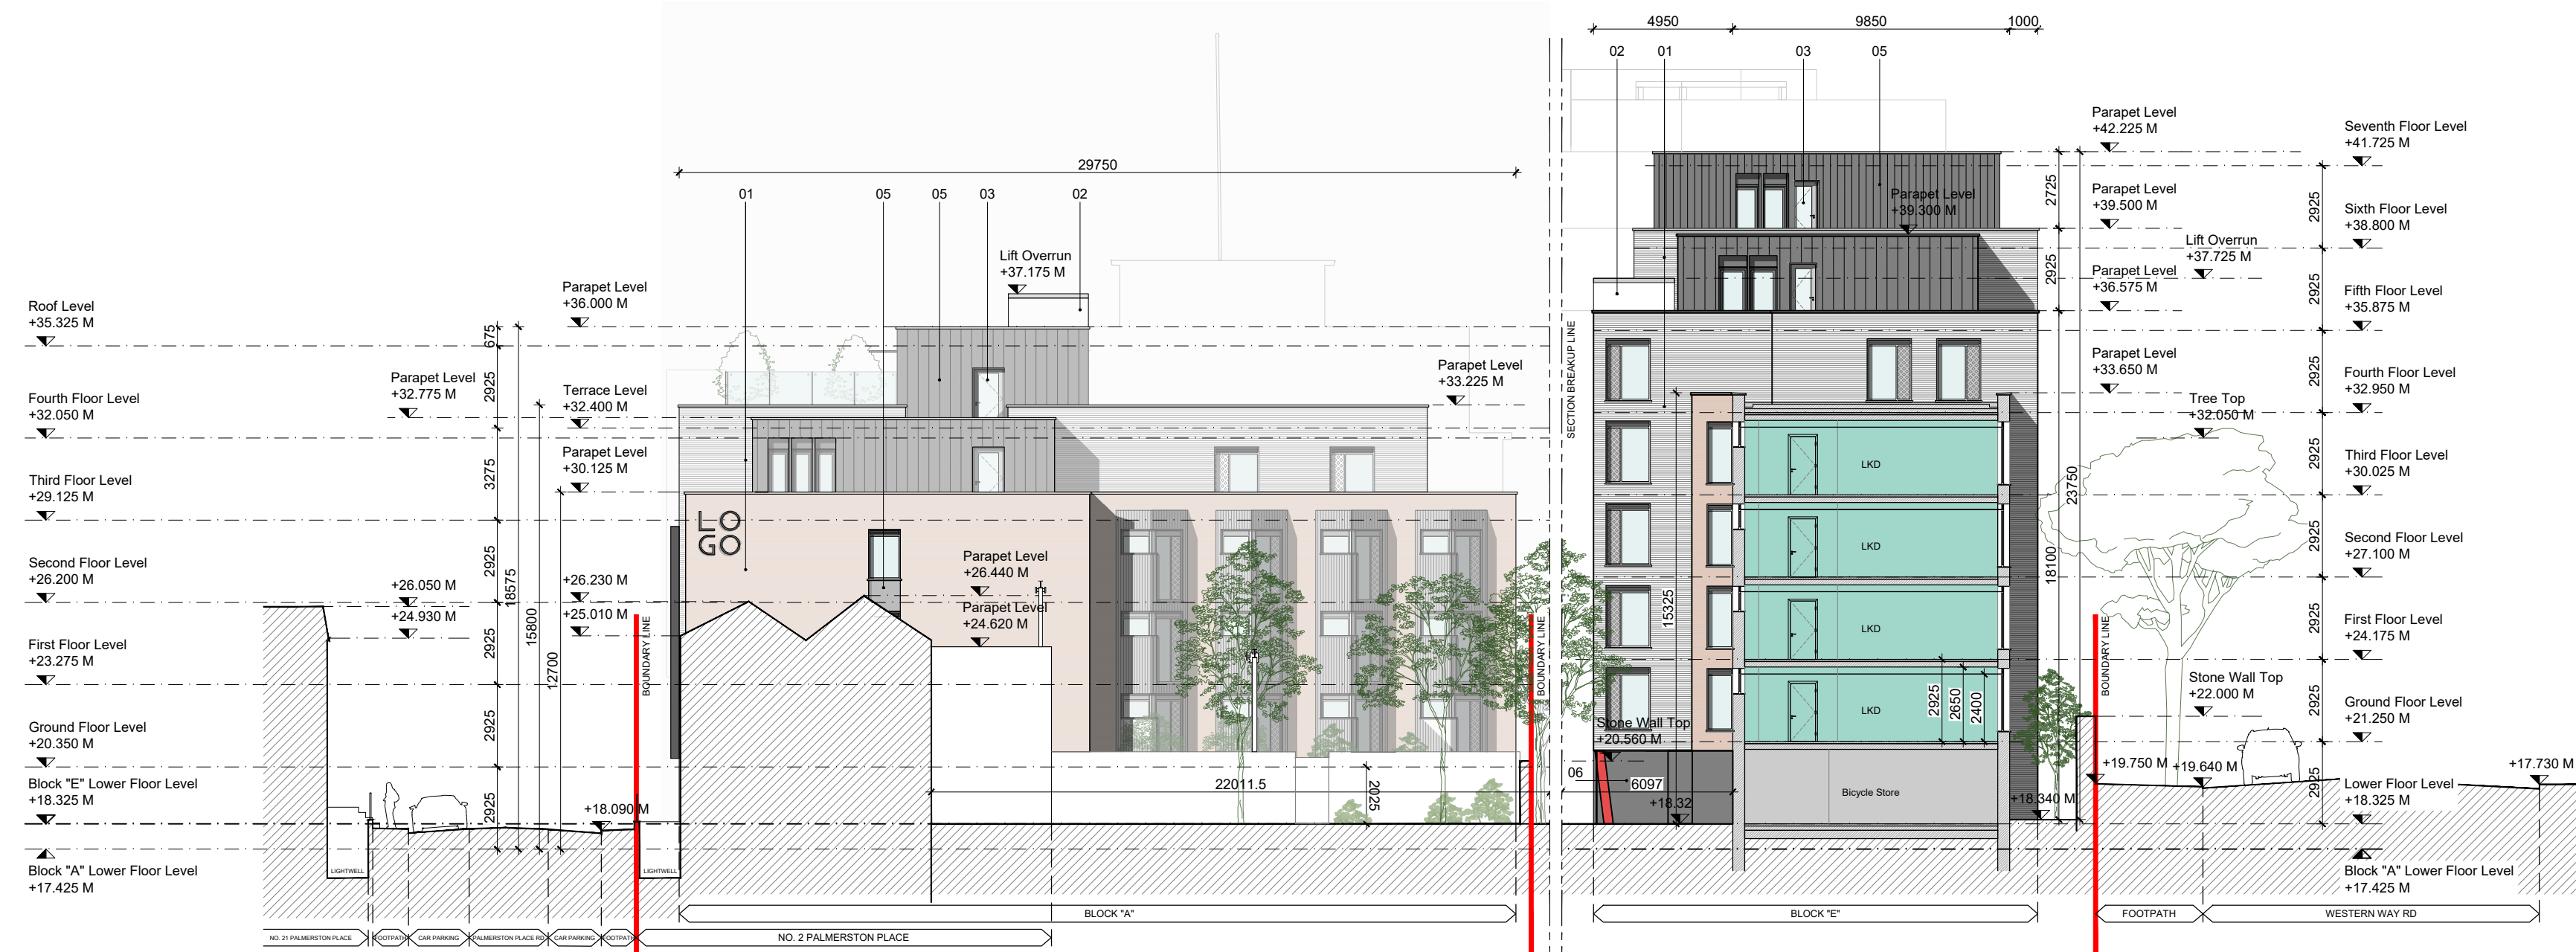 Roof Level
+35.325 M
Fourth Floor Level
+32.050 M
Third Floor Level
+29.125 M
Second Floor Level
+26.200 M
First Floor Level
+23.275 M
Ground Floor Level
+20.350 M
Block "E" Lower Floor Level
+18.325 M
Block "A" Lower Floor Level
+17.425 M
Parapet Level
+32.775 M
+26.050 M
+24.930 M
675
2925
3275
2925
2925
2925
2925
18575
15800
12700
Parapet Level
+36.000 M
Terrace Level
+32.400 M
Parapet Level
+30.125 M
+26.230 M
+25.010 M
+18.090 M
BOUNDARY LINE
LIGHTWELL
LIGHTWELL
29750
01
05
05
03
02
Lift Overrun
+37.175 M
Parapet Level
+33.225 M
LO
GO
Parapet Level
+26.440 M
Parapet Level
+24.620 M
22011.5
2025
BOUNDARY LINE
SECTION BREAKUP LINE
4950
9850
1000
02
01
03
05
Parapet Level
+39.300 M
15325
LKD
LKD
LKD
LKD
2925
2650
2400
Stone Wall Top
+20.560 M
06
6097
+18.32
Bicycle Store
+18.340 M
2725
2925
23750
18100
Parapet Level
+42.225 M
Parapet Level
+39.500 M
Lift Overrun
+37.725 M
Parapet Level
+36.575 M
Parapet Level
+33.650 M
Tree Top
+32.050 M
BOUNDARY LINE
Stone Wall Top
+22.000 M
+19.750 M
+19.640 M
+17.730 M
2925
2925
2925
2925
2925
2925
2925
2925
Seventh Floor Level
+41.725 M
Sixth Floor Level
+38.800 M
Fifth Floor Level
+35.875 M
Fourth Floor Level
+32.950 M
Third Floor Level
+30.025 M
Second Floor Level
+27.100 M
First Floor Level
+24.175 M
Ground Floor Level
+21.250 M
Lower Floor Level
+18.325 M
Block "A" Lower Floor Level
+17.425 M
BLOCK "A"
BLOCK "E"
FOOTPATH
WESTERN WAY RD
NO. 21 PALMERSTON PLACE
FOOTPATH
CAR PARKING
PALMERSTON PLACE RD
CAR PARKING
FOOTPATH
NO. 2 PALMERSTON PLACE